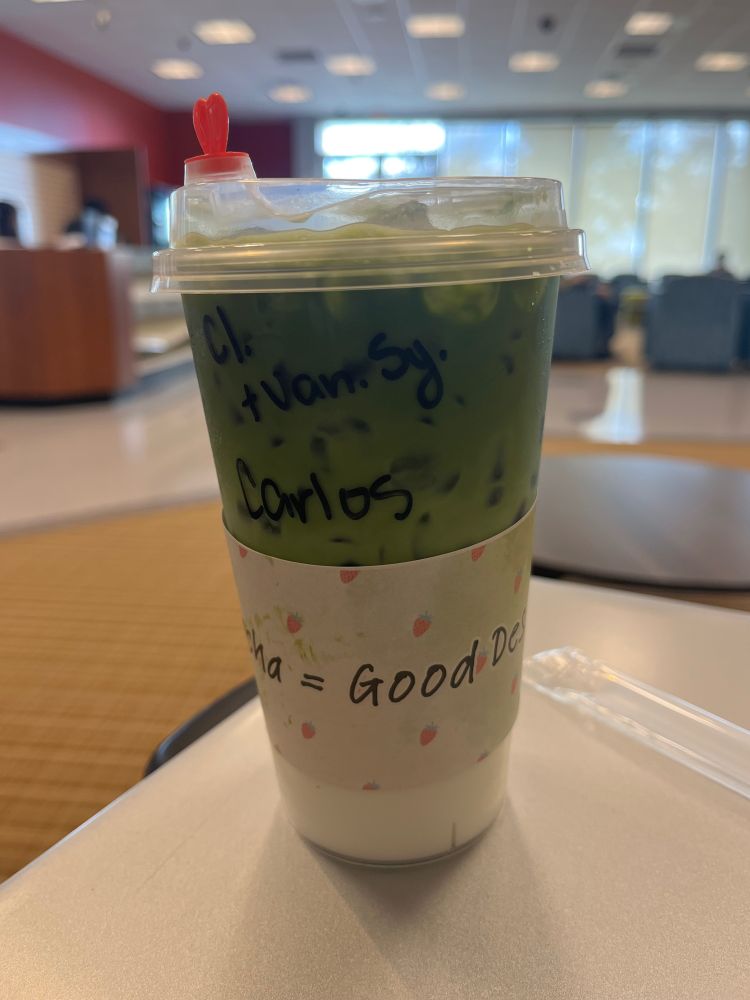 Cl.
+Van. Sy.
Carlos
cha = Good Des